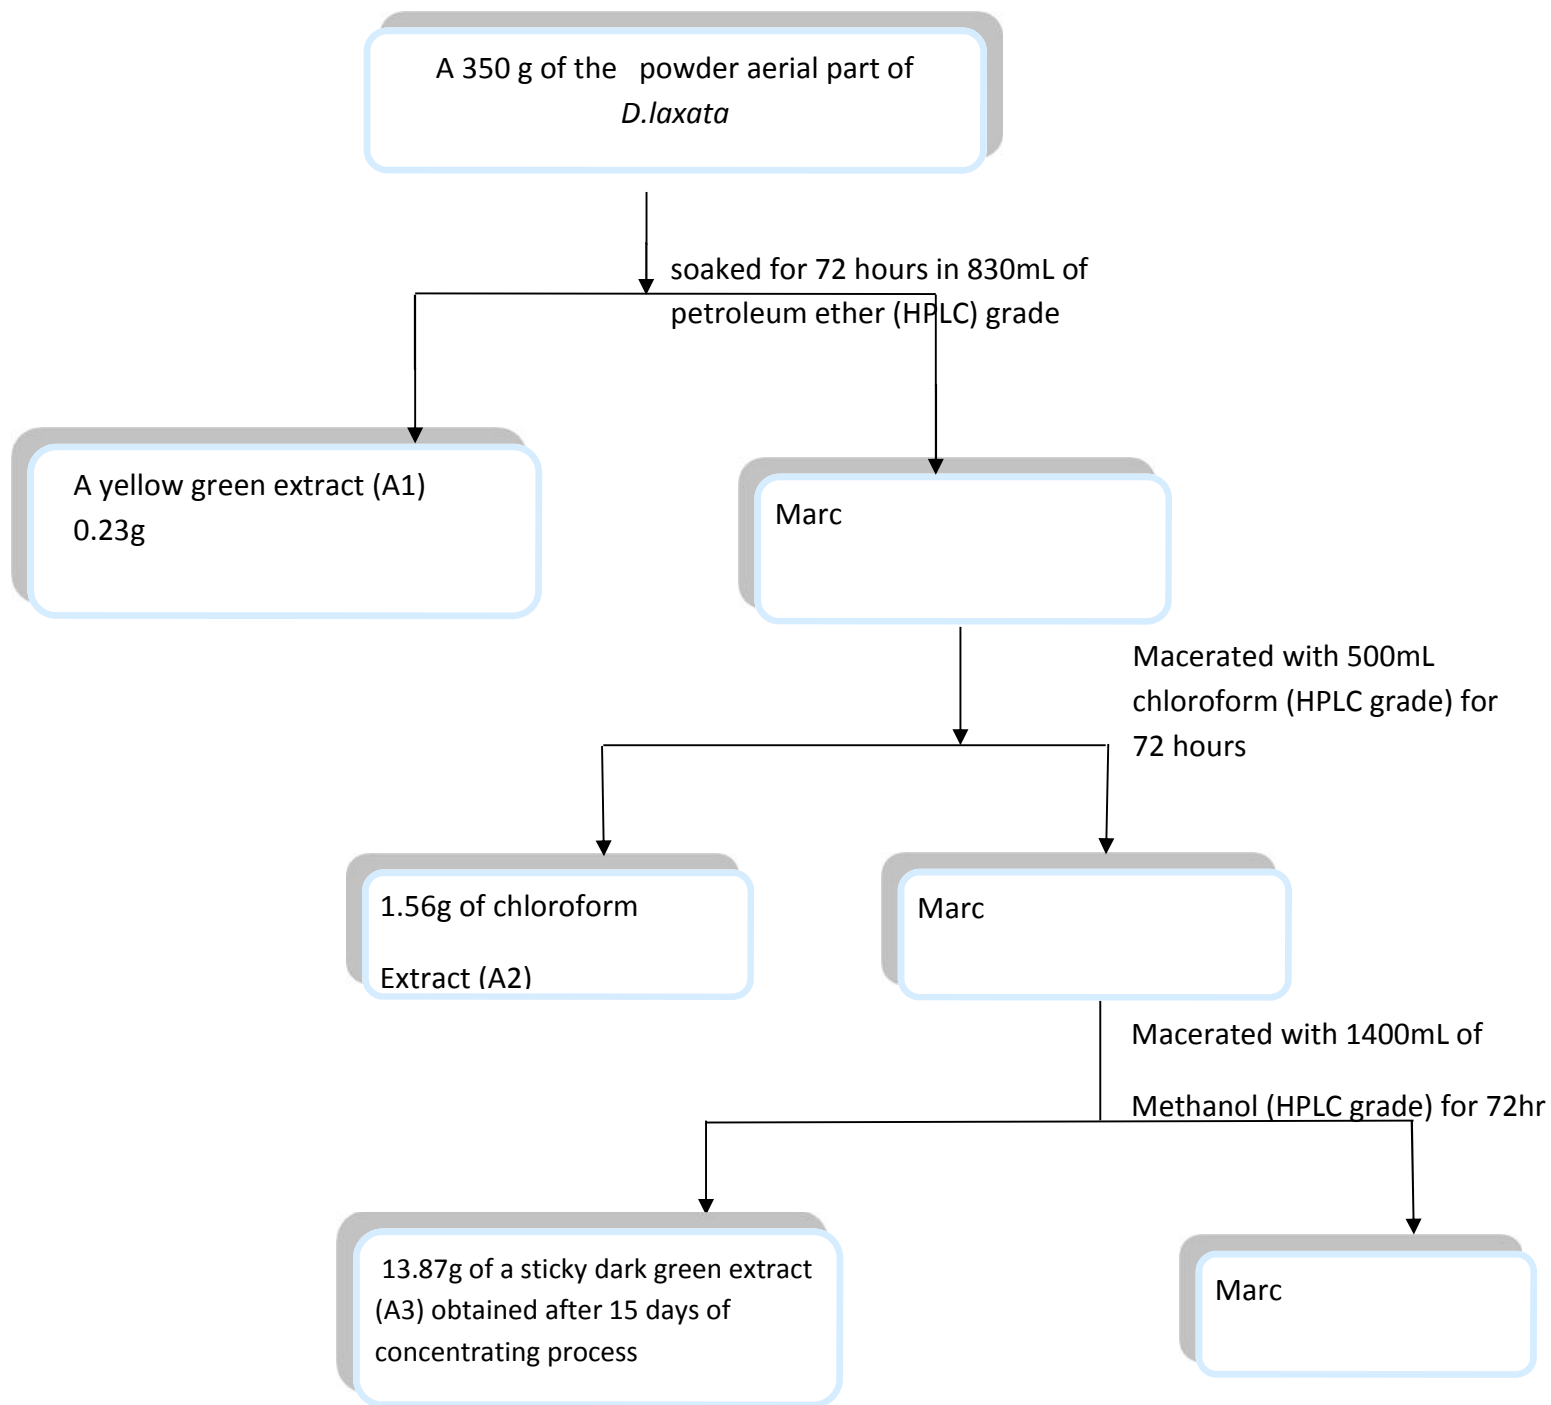 A 350 g of the powder aerial part of
D.laxata
soaked for 72 hours in 830mL of
petroleum ether (HPLC) grade
A yellow green extract (A1)
0.23g
Marc
Macerated with 500mL
chloroform (HPLC grade) for
72 hours
1.56g of chloroform
Extract (A2)
Marc
Macerated with 1400mL of
Methanol (HPLC grade) for 72hr
13.87g of a sticky dark green extract
(A3) obtained after 15 days of
concentrating process
Marc